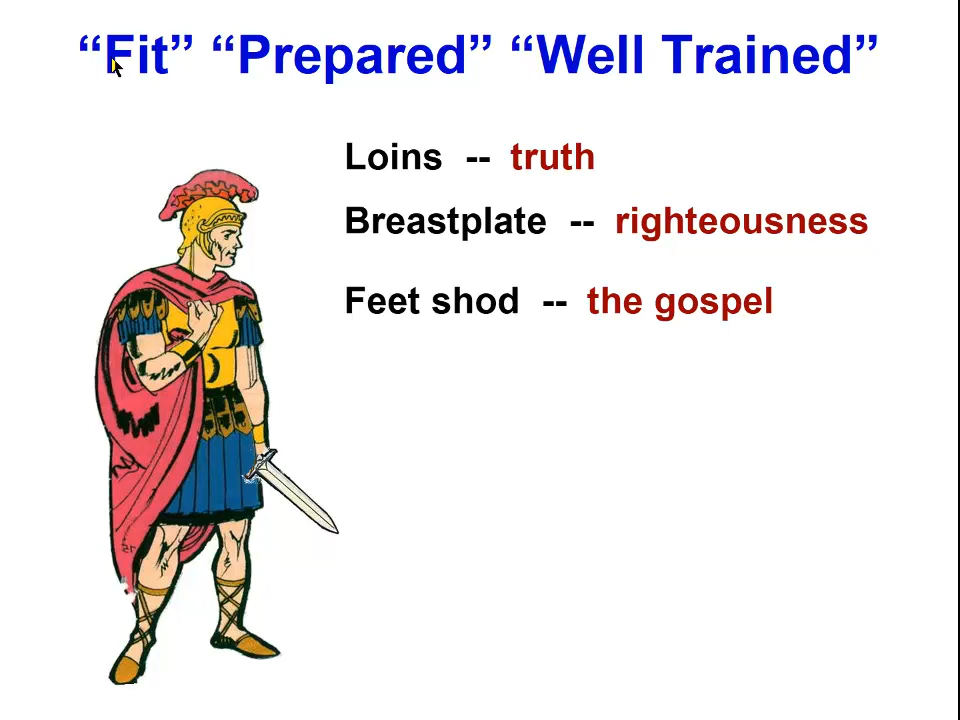 “Fit” “Prepared” “Well Trained”
Loins -- truth
Breastplate -- righteousness
Feet shod -- the gospel